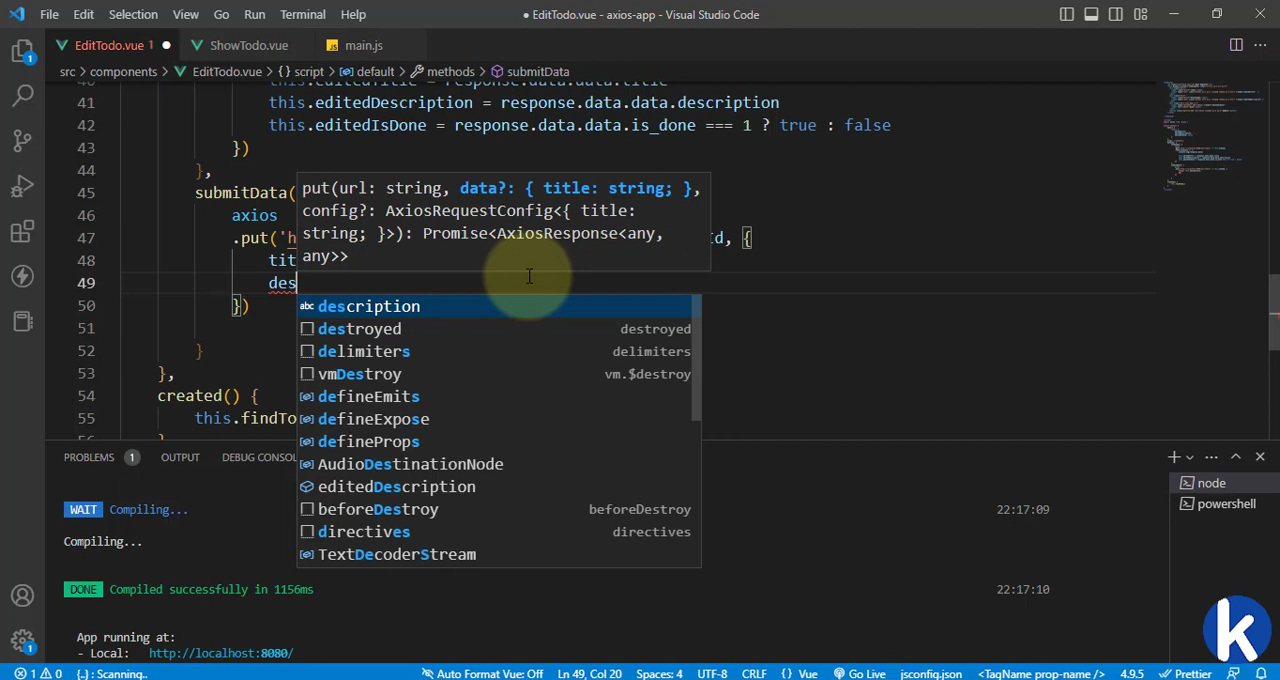 File Edit Selection View Go Run Terminal Help ● EditTodo.vue - axios-app - Visual Studio Code
EditTodo.vue 1 ● ShowTodo.vue JS main.js
src > components > EditTodo.vue > {} script > default > methods > submitData
41 this.editedDescription = response.data.data.description
42 this.editedIsDone = response.data.data.is_done === 1 ? true : false
43 })
44 },
45 submitData(
46 axios
47 .put('h d, {
48 tit
49 des
50 })
51
52 }
53 },
54 created() {
55 this.findTo
put(url: string, data?: { title: string; },
config?: AxiosRequestConfig<{ title:
string; }>): Promise<AxiosResponse<any,
any>>
abc description
destroyed destroyed
delimiters delimiters
vmDestroy vm.$destroy
defineEmits
defineExpose
defineProps
AudioDestinationNode
editedDescription
beforeDestroy beforeDestroy
directives directives
TextDecoderStream
PROBLEMS 1 OUTPUT DEBUG CONSOL
node
powershell
WAIT Compiling... 22:17:09
Compiling...
DONE Compiled successfully in 1156ms 22:17:10
App running at:
- Local: http://localhost:8080/
k
1 0 {..} : Scanning.. Auto Format Vue: Off Ln 49, Col 20 Spaces: 4 UTF-8 CRLF {} Vue Go Live jsconfig.json <TagName prop-name /> 4.9.5 Prettier